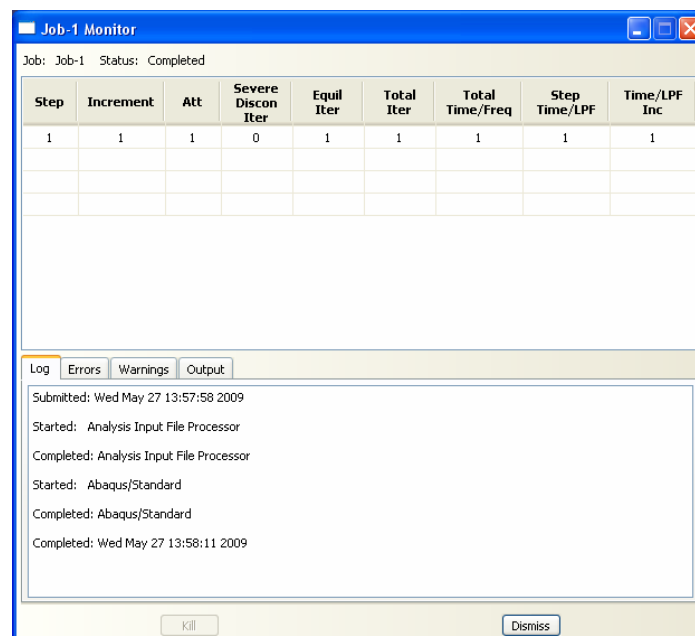 Job-1 Monitor
Job: Job-1 Status: Completed
Step Increment Att Severe Discon Iter Equil Iter Total Iter Total Time/Freq Step Time/LPF Time/LPF Inc
1 1 1 0 1 1 1 1 1
Log Errors Warnings Output
Submitted: Wed May 27 13:57:58 2009
Started: Analysis Input File Processor
Completed: Analysis Input File Processor
Started: Abaqus/Standard
Completed: Abaqus/Standard
Completed: Wed May 27 13:58:11 2009
Kill Dismiss